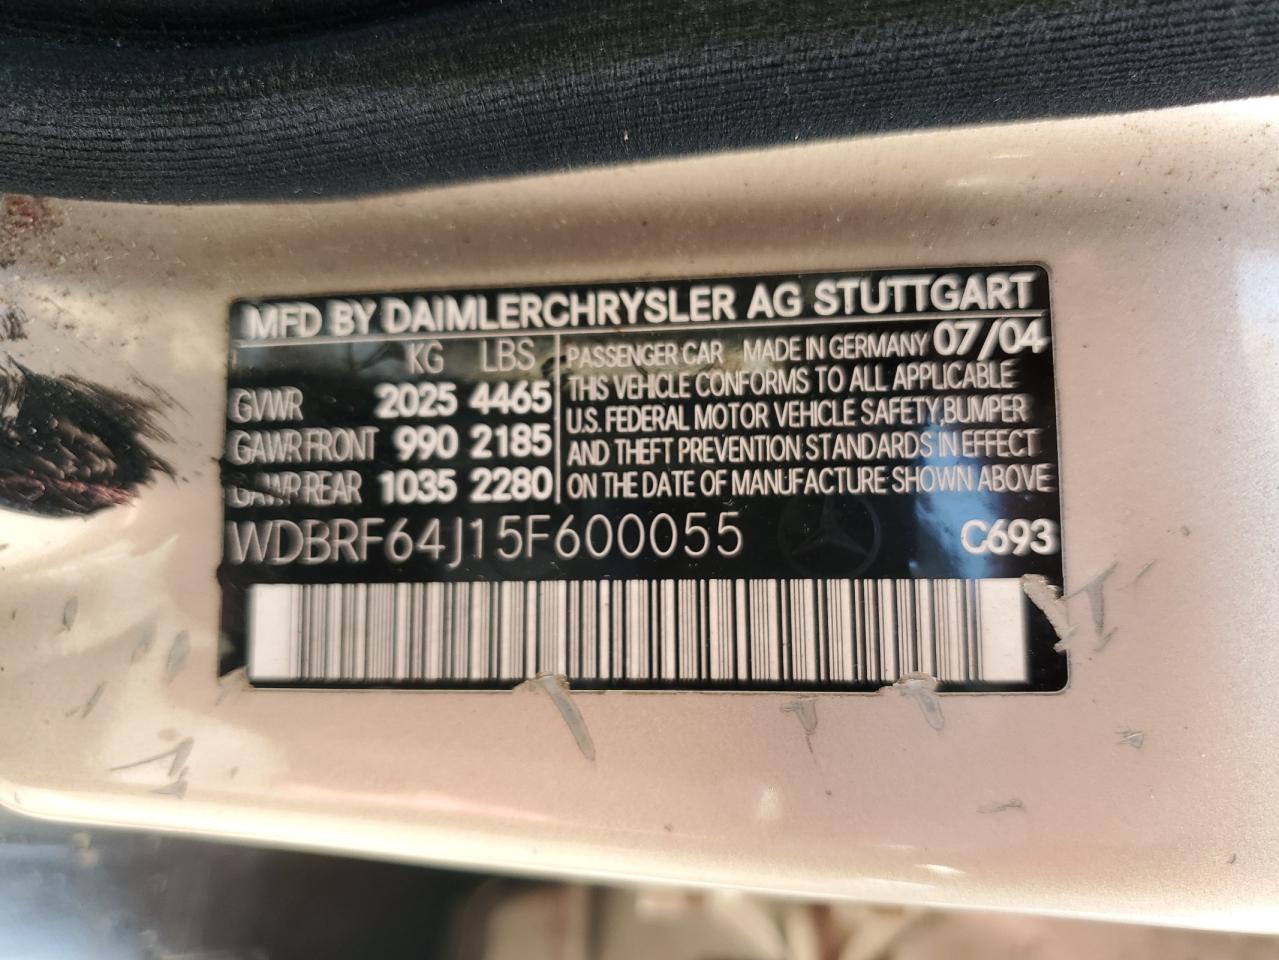 MFD BY DAIMLERCHRYSLER AG STUTTGART
KG LBS
GVWR 2025 4465
GAWR FRONT 990 2185
GAWR REAR 1035 2280
PASSENGER CAR MADE IN GERMANY 07/04
THIS VEHICLE CONFORMS TO ALL APPLICABLE
U.S. FEDERAL MOTOR VEHICLE SAFETY,BUMPER
AND THEFT PREVENTION STANDARDS IN EFFECT
ON THE DATE OF MANUFACTURE SHOWN ABOVE
WDBRF64J15F600055 C693